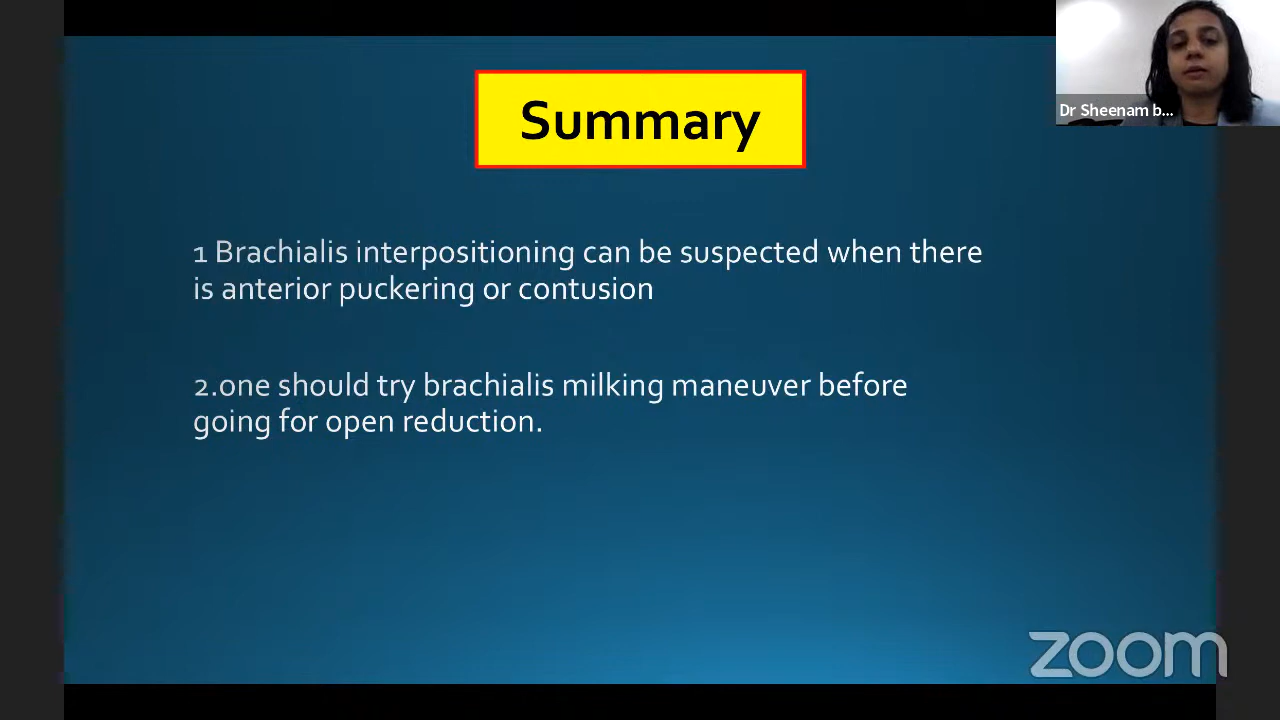 Summary
Dr Sheenam b...
1 Brachialis interpositioning can be suspected when there
is anterior puckering or contusion
2.one should try brachialis milking maneuver before
going for open reduction.
zoom